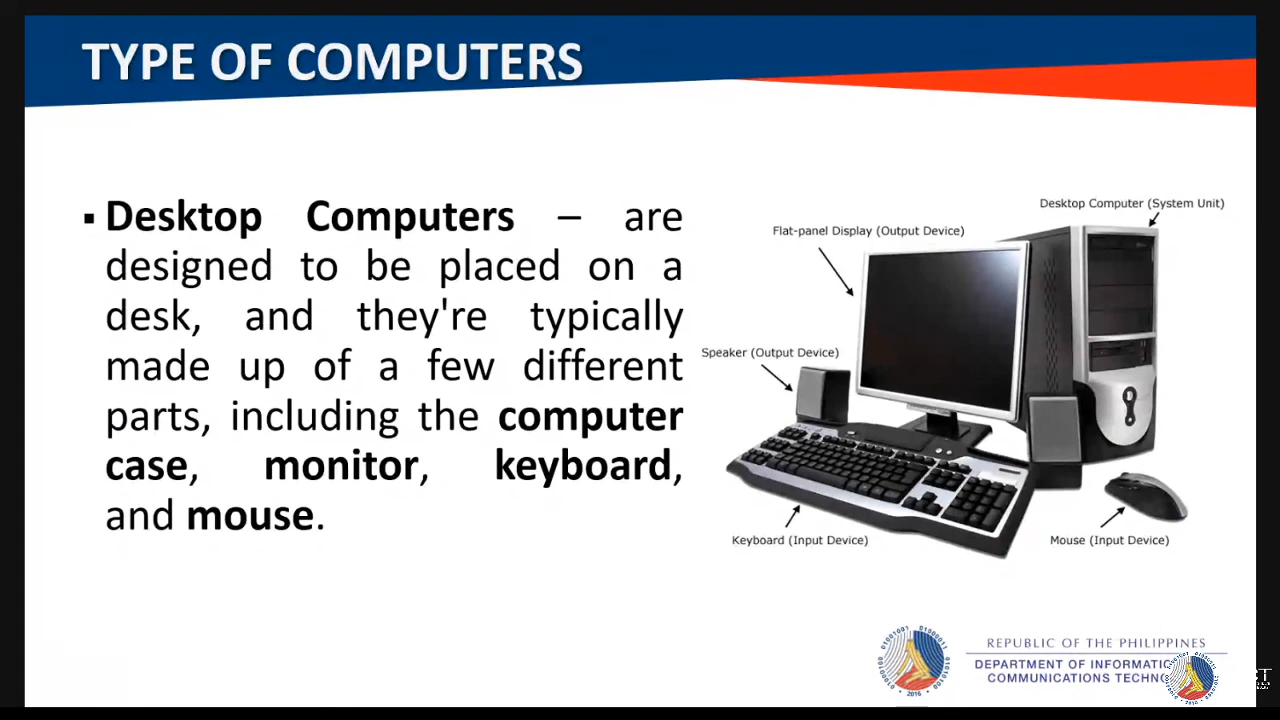 TYPE OF COMPUTERS
▪ Desktop Computers – are
designed to be placed on a
desk, and they're typically
made up of a few different
parts, including the computer
case, monitor, keyboard,
and mouse.
Desktop Computer (System Unit)
Flat-panel Display (Output Device)
Speaker (Output Device)
Keyboard (Input Device)
Mouse (Input Device)
REPUBLIC OF THE PHILIPPINES
DEPARTMENT OF
COMMUNICATIONS
2016